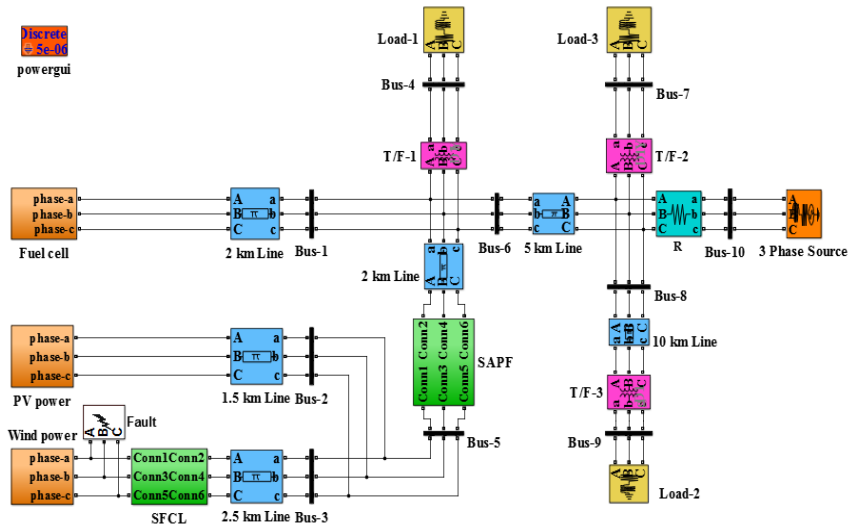 Discrete
= 5e-06
powergui
Load-1
A B C
Bus-4
a b c
T/F-1
A B C
Load-3
A B C
Bus-7
a b c
T/F-2
A B C
phase-a
phase-b
phase-c
Fuel cell
A a
B π b
C c
2 km Line
Bus-1
Bus-6
a A
b π B
c C
5 km Line
A a
B b
C c
R
Bus-10
A
B
C
3 Phase Source
a b c
A B C
2 km Line
Bus-8
A B C
a b c
10 km Line
phase-a
phase-b
phase-c
PV power
A a
B π b
C c
1.5 km Line
Bus-2
Conn2 Conn4 Conn6
Conn1 Conn3 Conn5
SAPF
A B C
a b c
T/F-3
Bus-5
Bus-9
A B C
Load-2
Fault
A B C
Wind power
phase-a
phase-b
phase-c
Conn1Conn2
Conn3Conn4
Conn5Conn6
SFCL
A a
B π b
C c
2.5 km Line
Bus-3